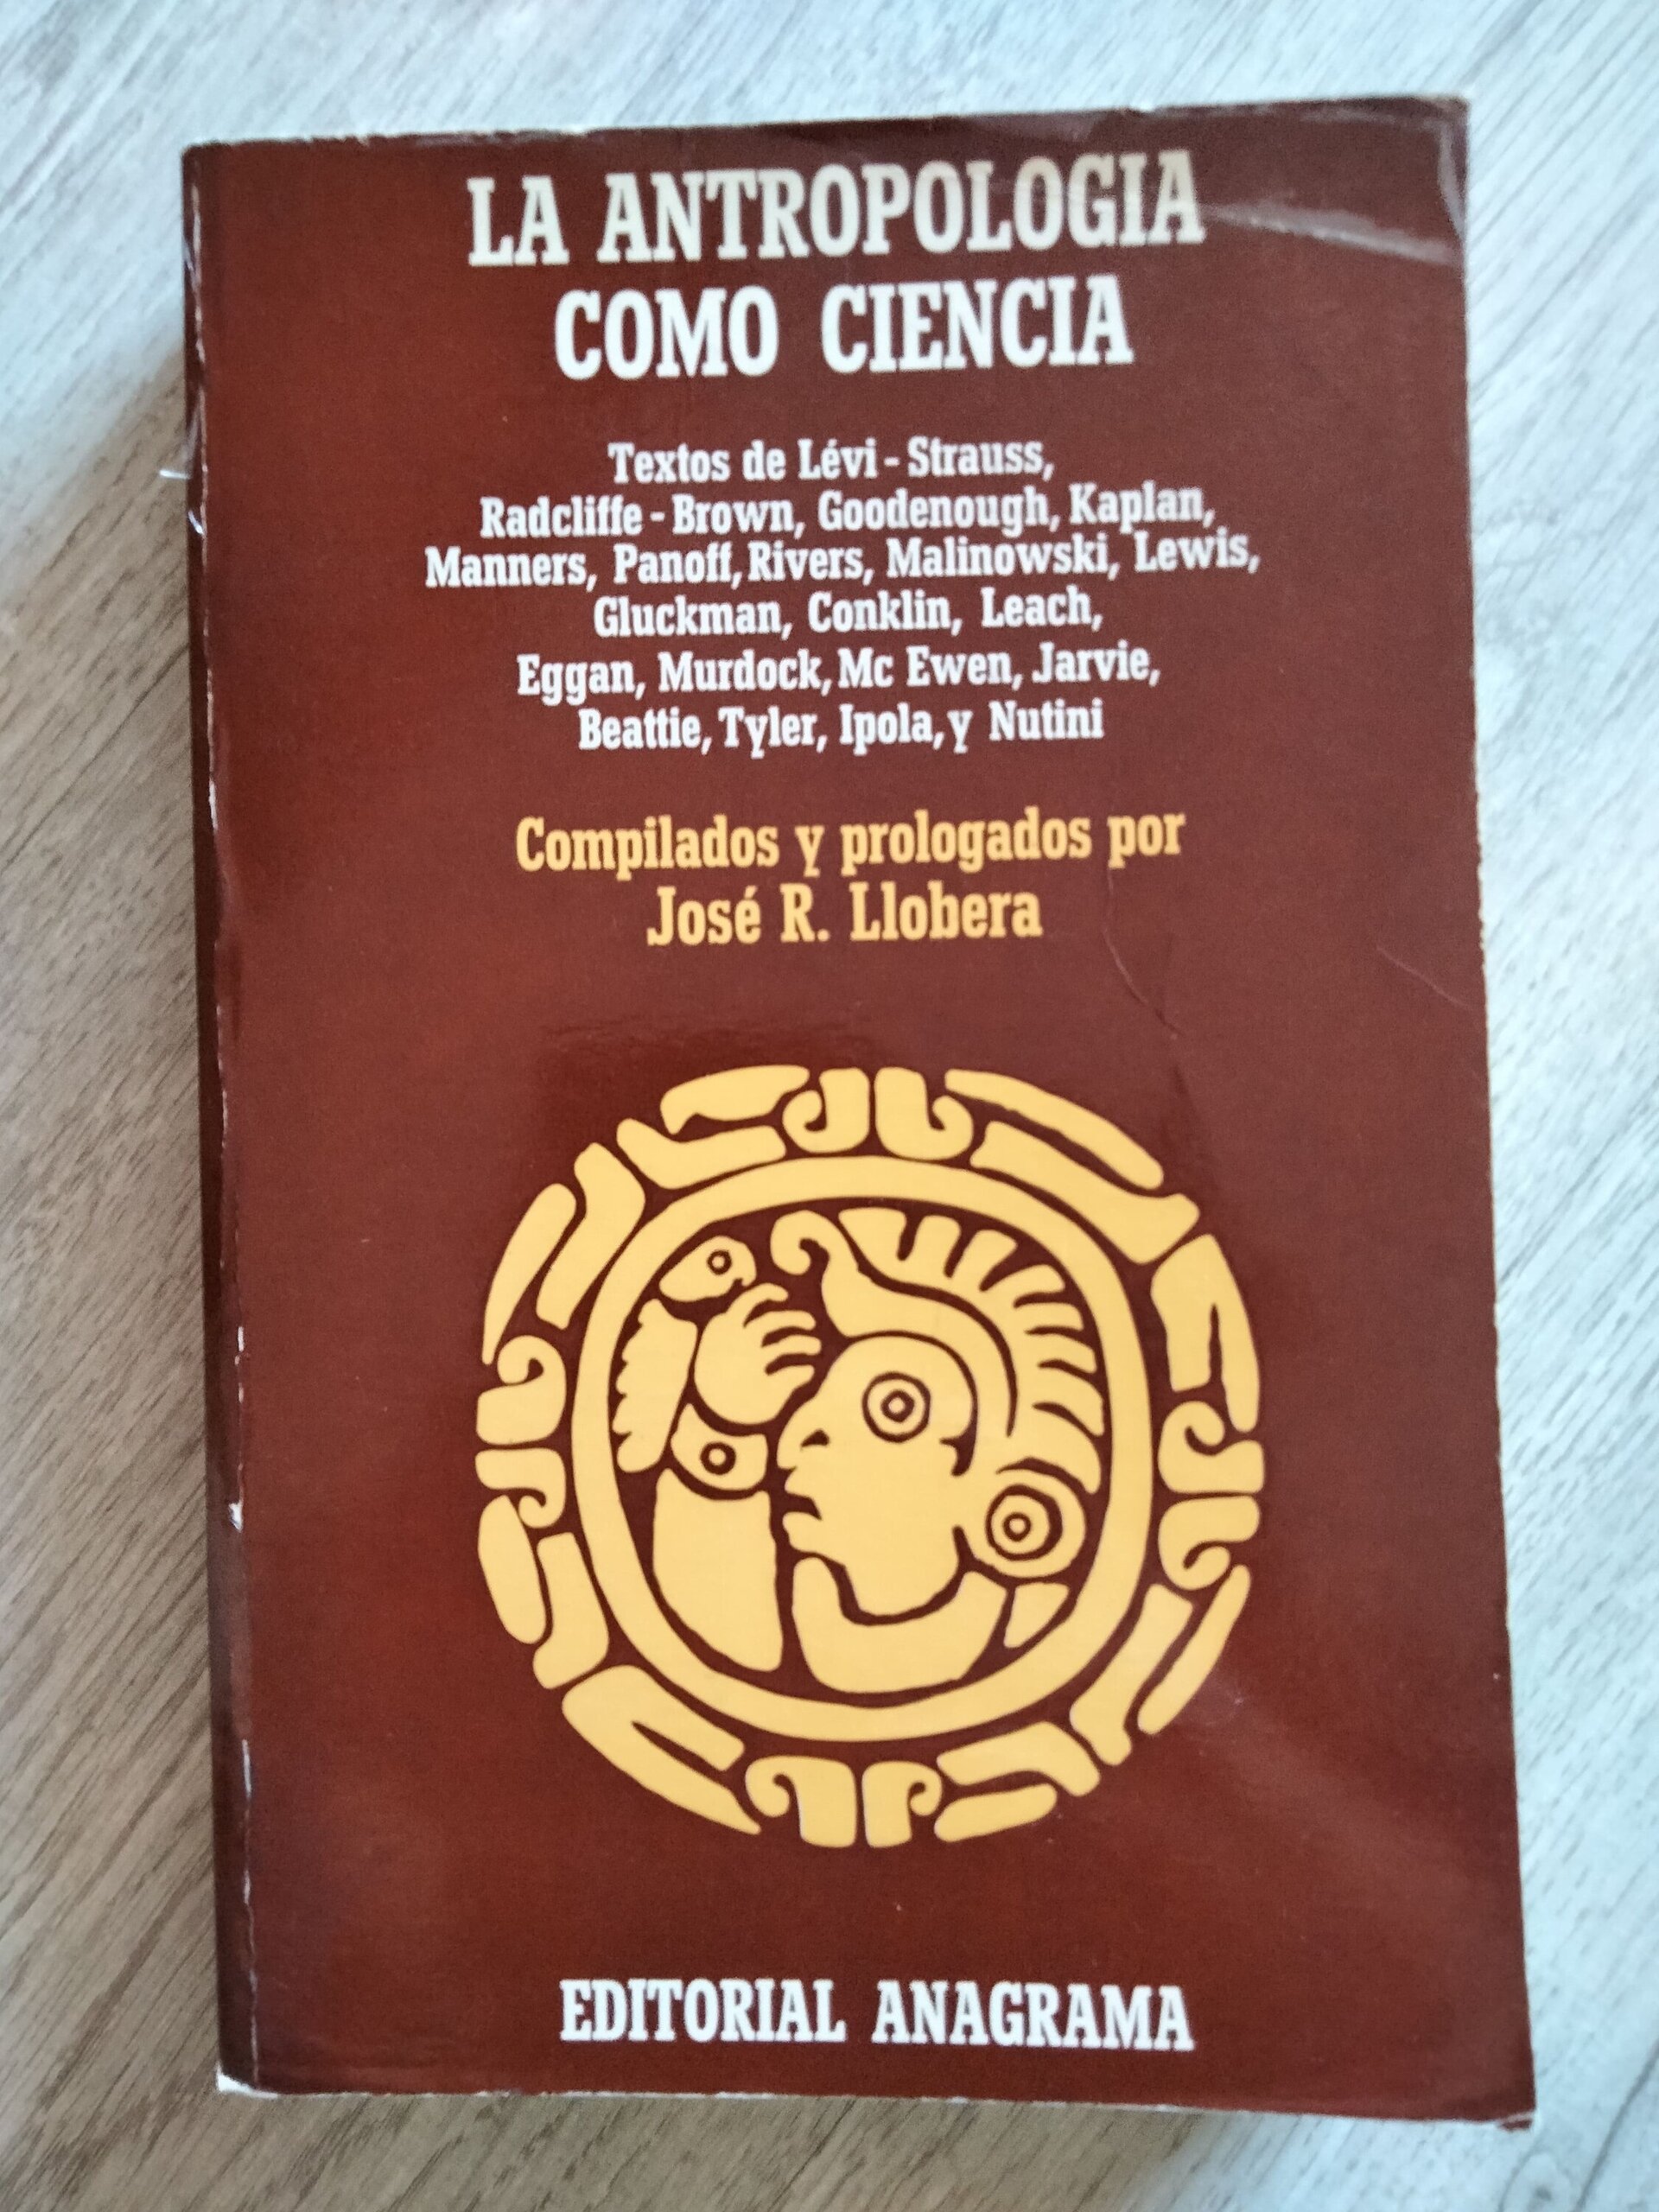 LA ANTROPOLOGIA
COMO CIENCIA
Textos de Lévi-Strauss,
Radcliffe-Brown, Goodenough, Kaplan,
Manners, Panoff, Rivers, Malinowski, Lewis,
Gluckman, Conklin, Leach,
Eggan, Murdock, Mc Ewen, Jarvie,
Beattie, Tyler, Ipola, y Nutini
Compilados y prologados por
José R. Llobera
EDITORIAL ANAGRAMA